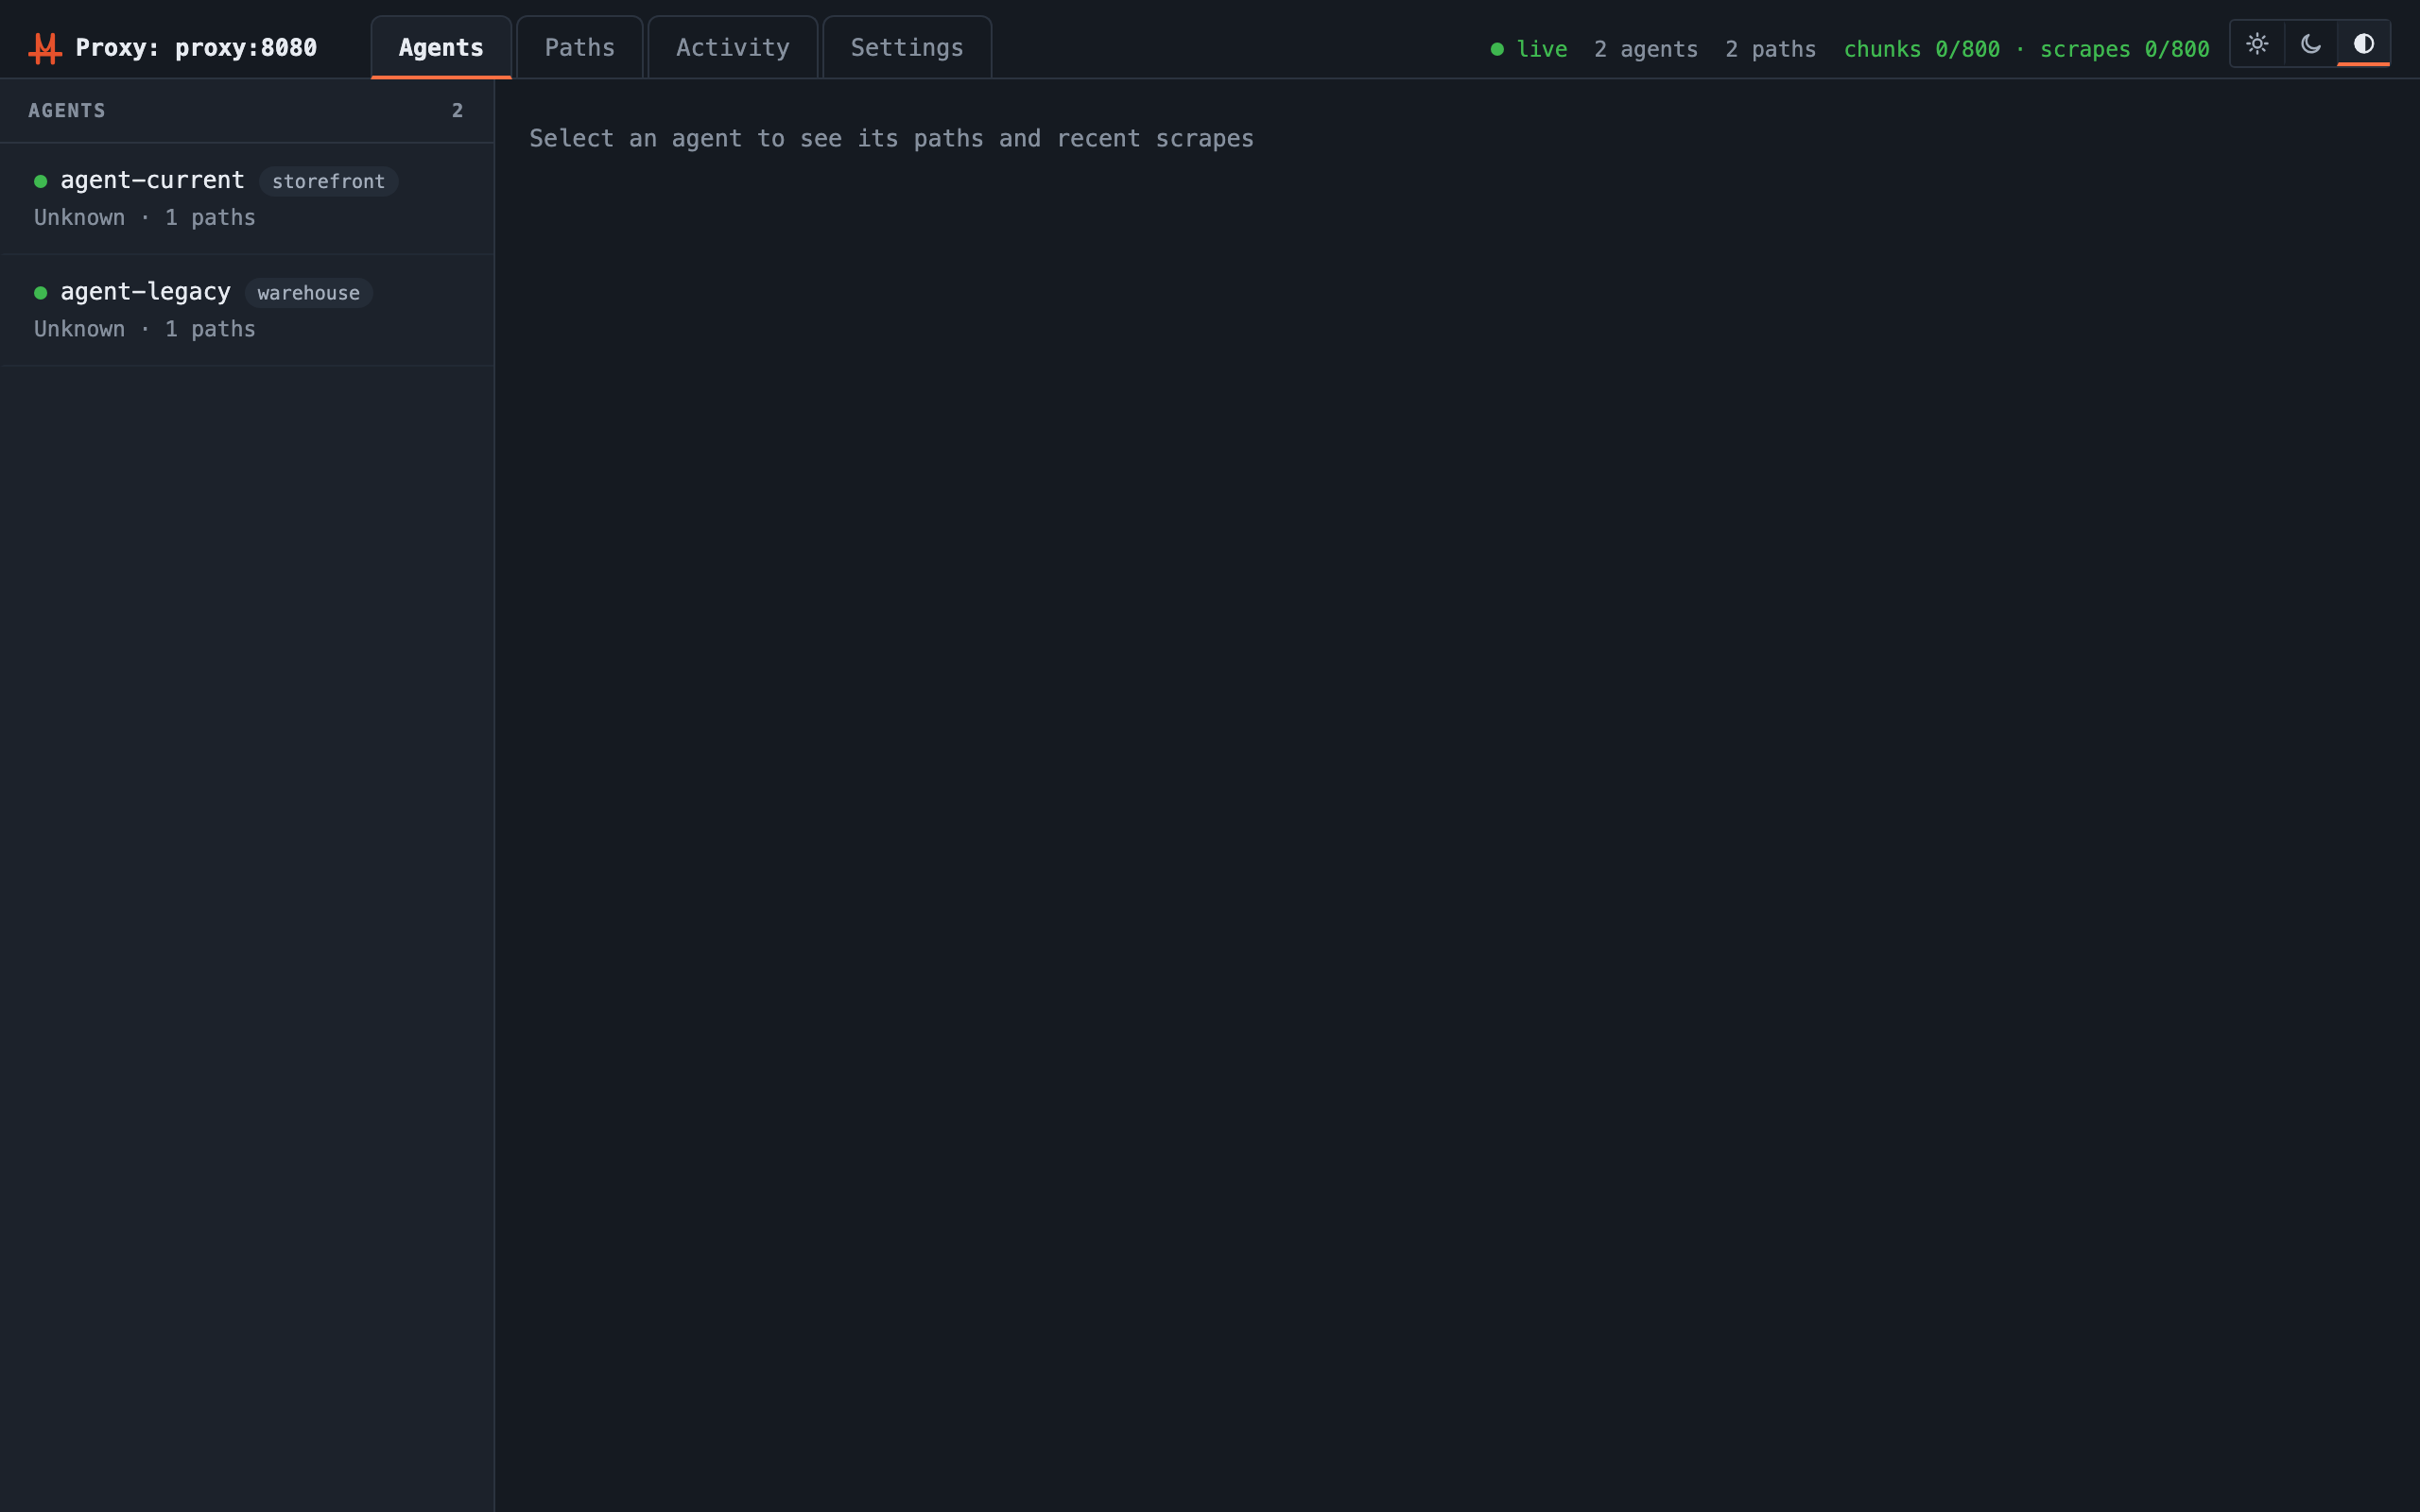 Proxy: proxy:8080
Agents
Paths
Activity
Settings
live 2 agents 2 paths chunks 0/800 · scrapes 0/800
AGENTS 2
agent-current storefront
Unknown · 1 paths
agent-legacy warehouse
Unknown · 1 paths
Select an agent to see its paths and recent scrapes